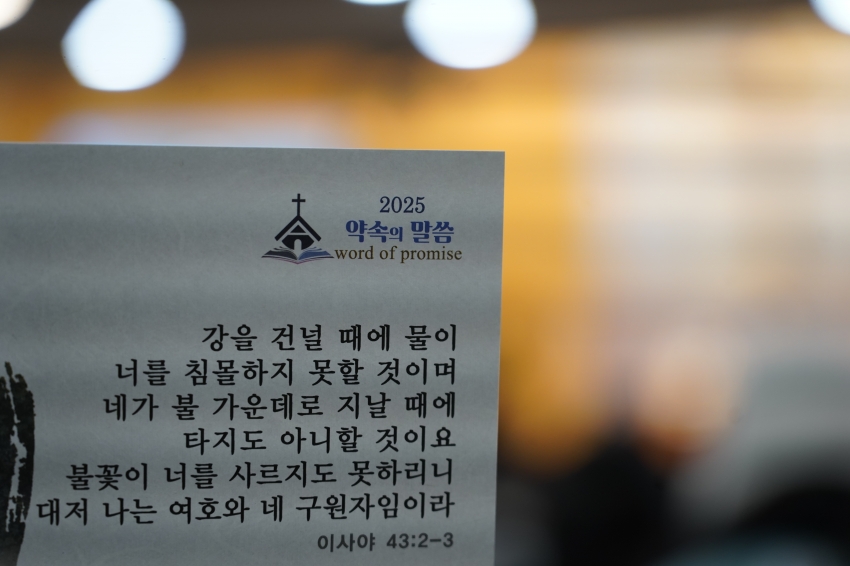 2025
약속의 말씀
word of promise
강을 건널 때에 물이
너를 침몰하지 못할 것이며
네가 불 가운데로 지날 때에
타지도 아니할 것이요
불꽃이 너를 사르지도 못하리니
대저 나는 여호와 네 구원자임이라
이사야 43:2-3